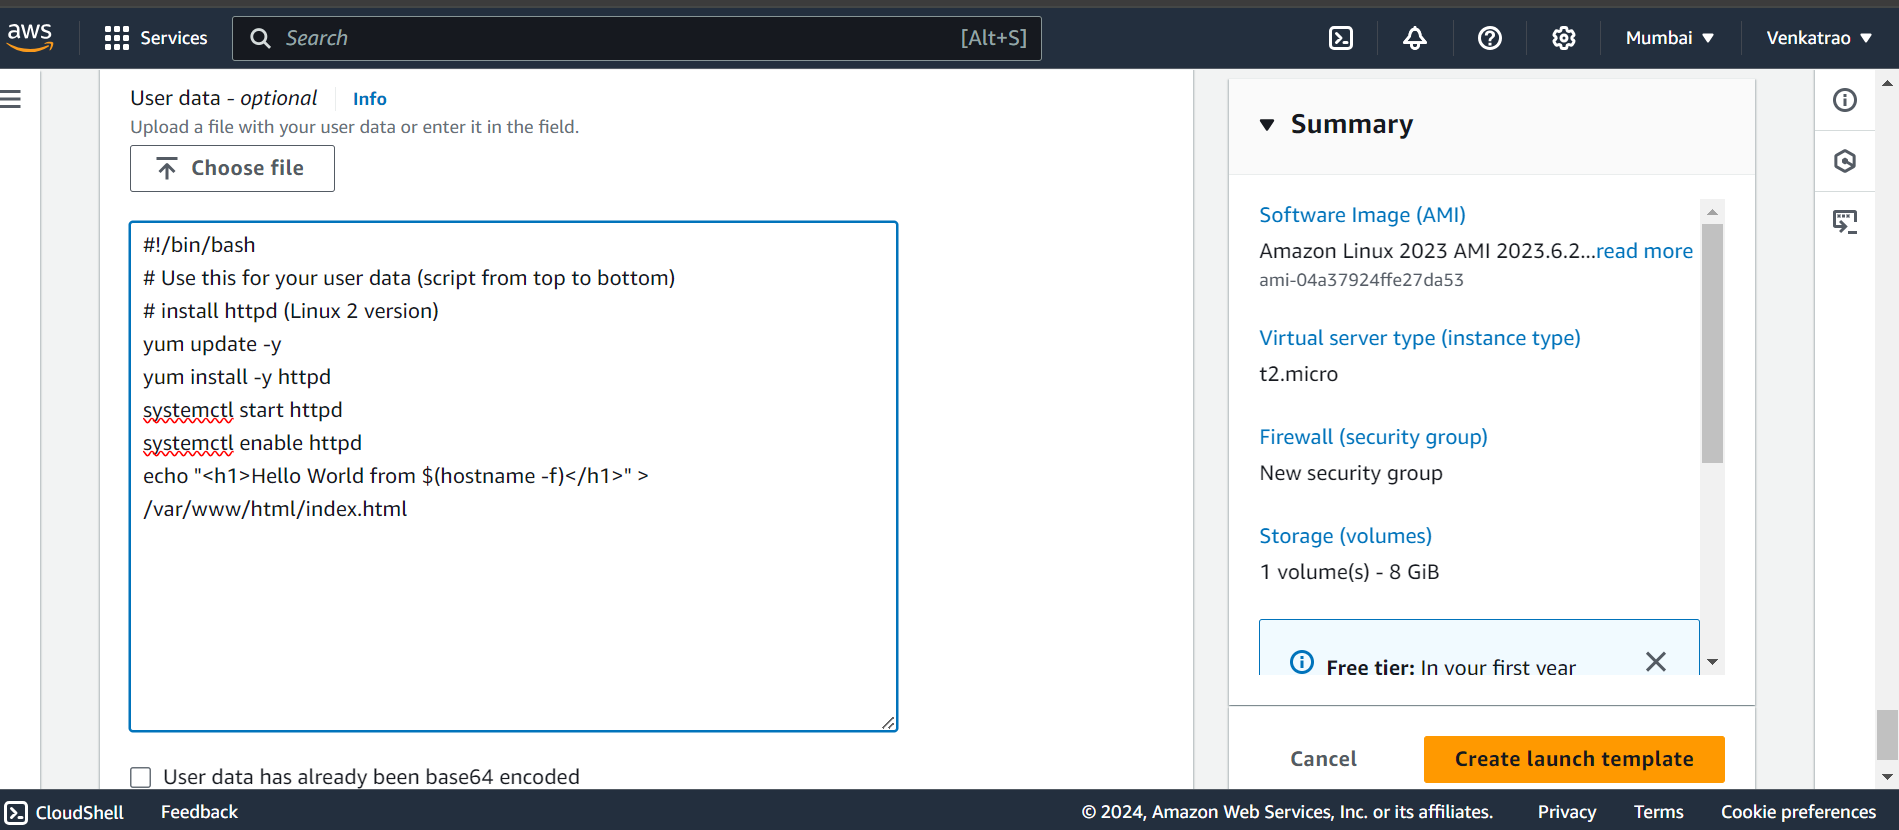 aws
Services
Search
[Alt+S]
Mumbai ▼
Venkatrao ▼
User data - optional
Info
Upload a file with your user data or enter it in the field.
Choose file
#!/bin/bash
# Use this for your user data (script from top to bottom)
# install httpd (Linux 2 version)
yum update -y
yum install -y httpd
systemctl start httpd
systemctl enable httpd
echo "<h1>Hello World from $(hostname -f)</h1>" >
/var/www/html/index.html
User data has already been base64 encoded
▼ Summary
Software Image (AMI)
Amazon Linux 2023 AMI 2023.6.2...read more
ami-04a37924ffe27da53
Virtual server type (instance type)
t2.micro
Firewall (security group)
New security group
Storage (volumes)
1 volume(s) - 8 GiB
Free tier: In your first year
Cancel
Create launch template
CloudShell
Feedback
© 2024, Amazon Web Services, Inc. or its affiliates.
Privacy
Terms
Cookie preferences